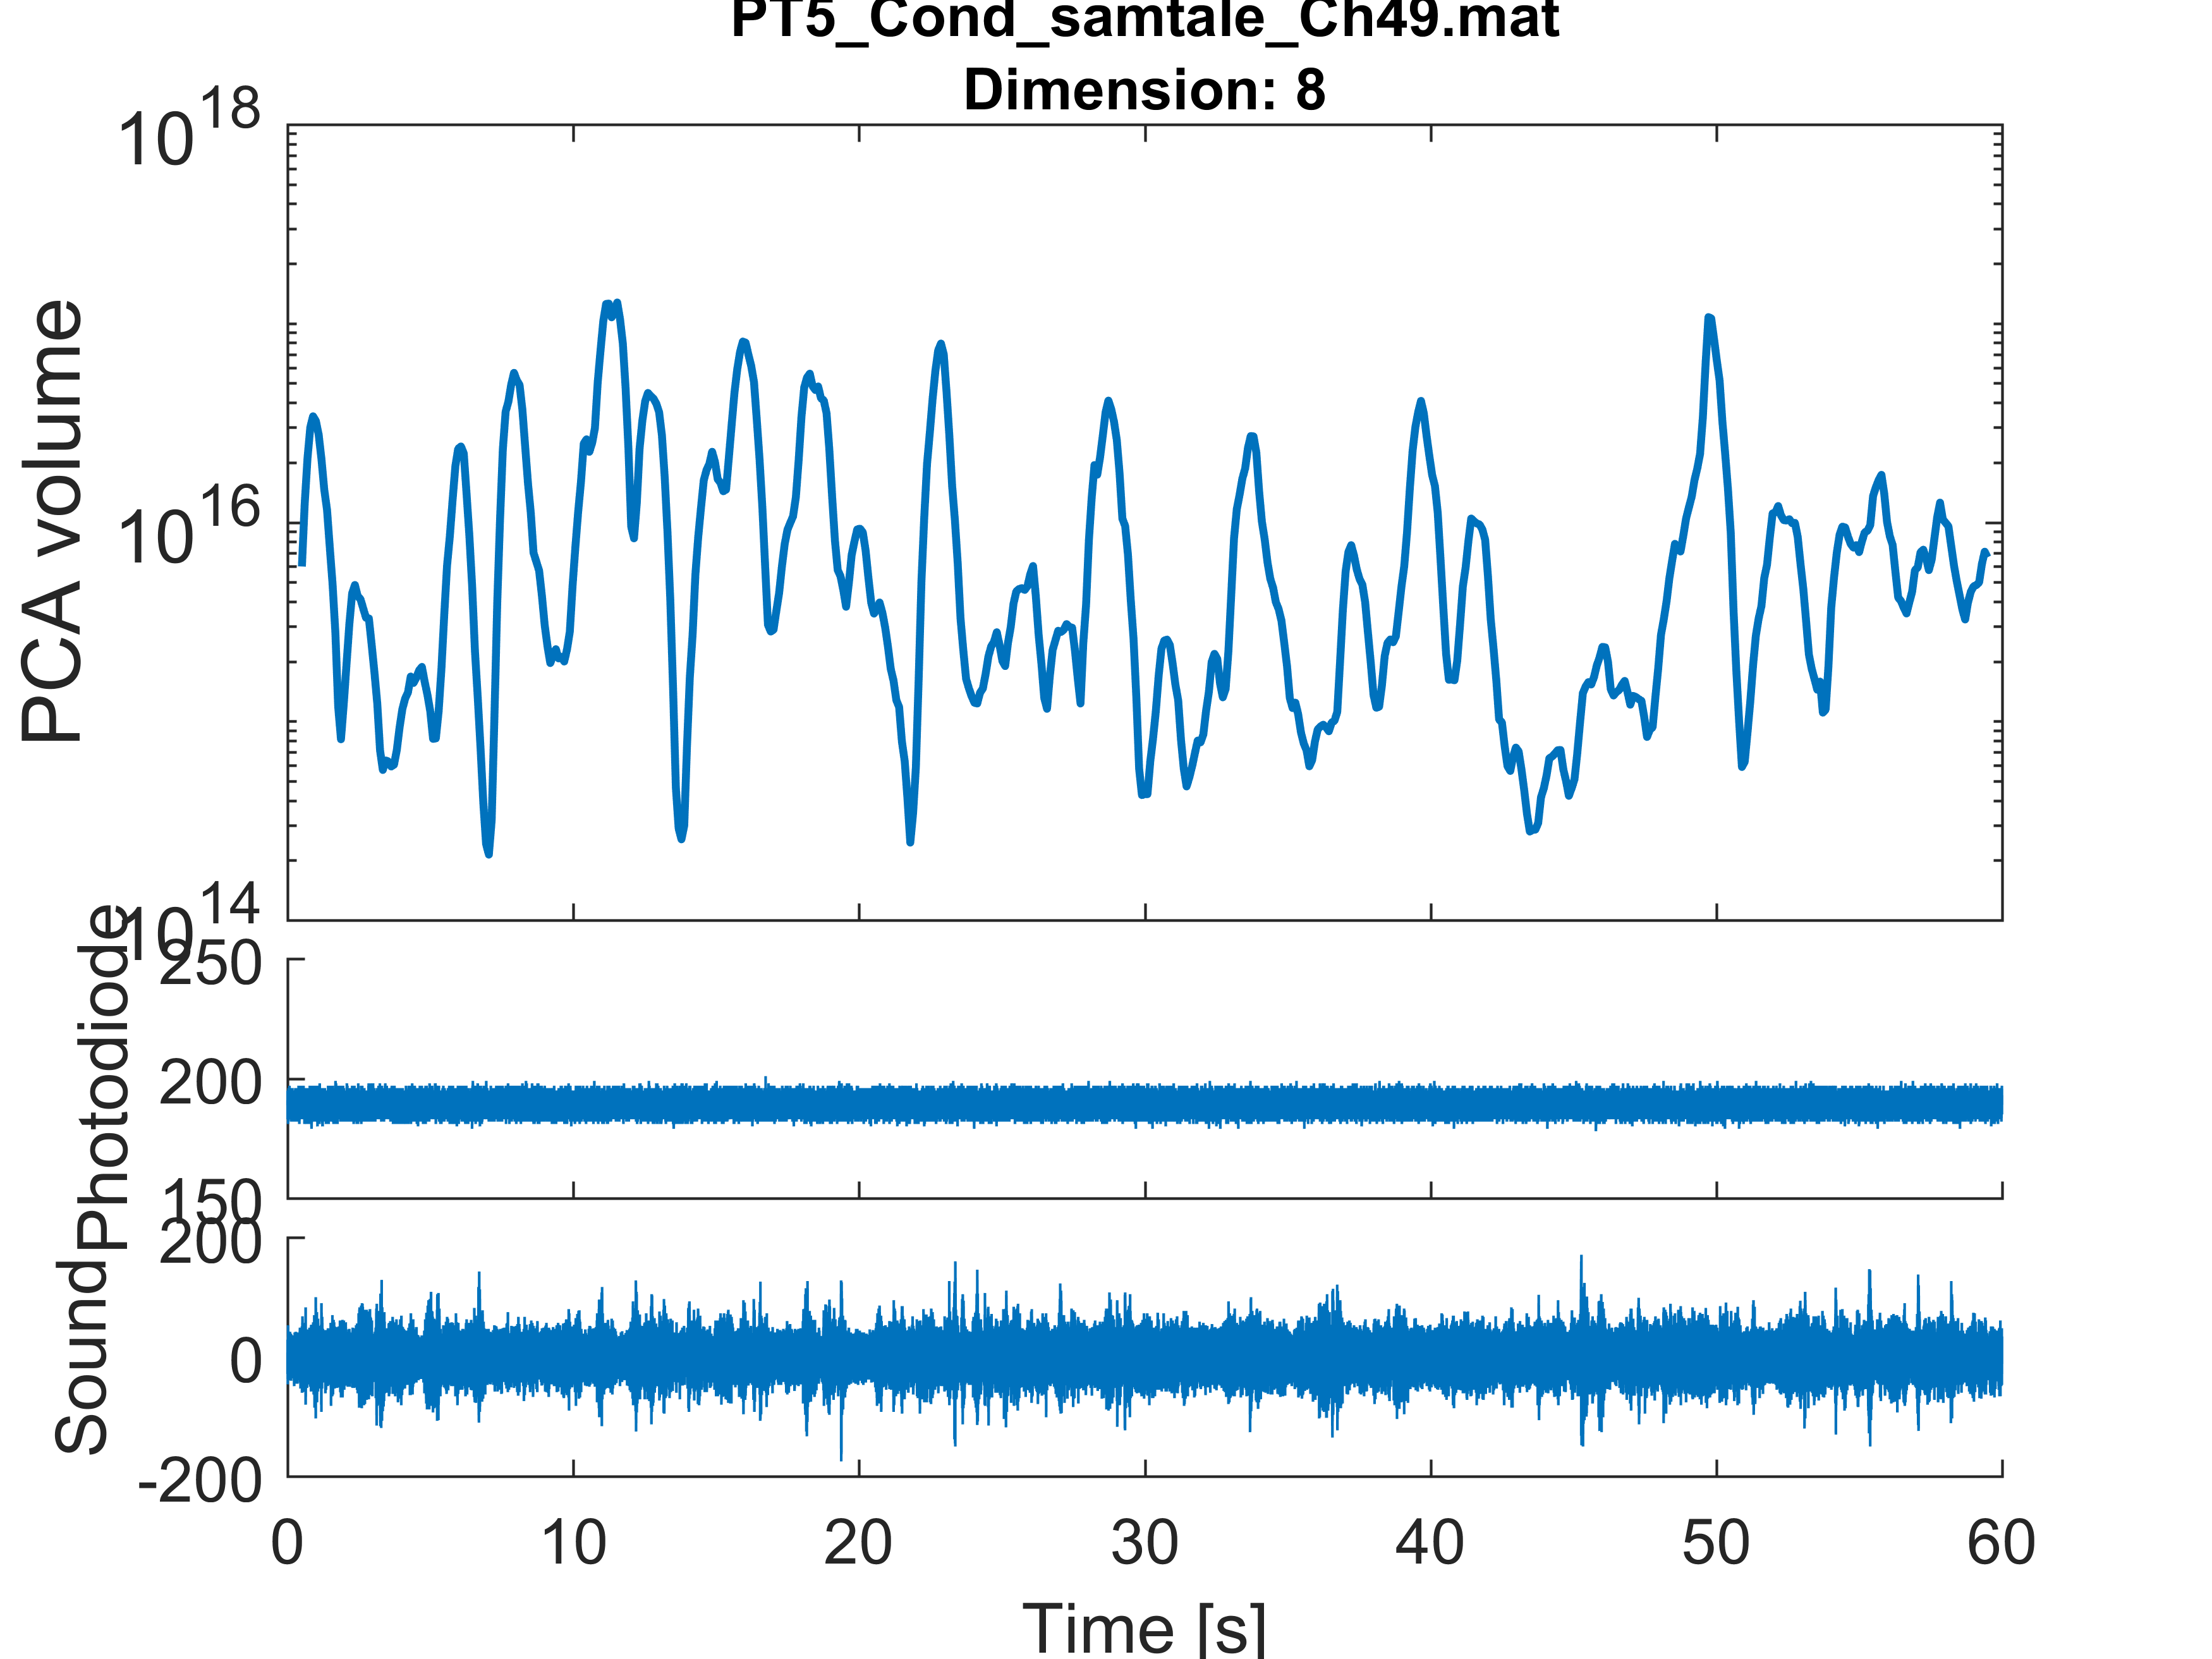 PT5_Cond_samtale_Ch49.mat
Dimension: 8
10^18
10^16
10^14
PCA volume
250
200
150
Photodiode
200
0
-200
Sound
0 10 20 30 40 50 60
Time [s]